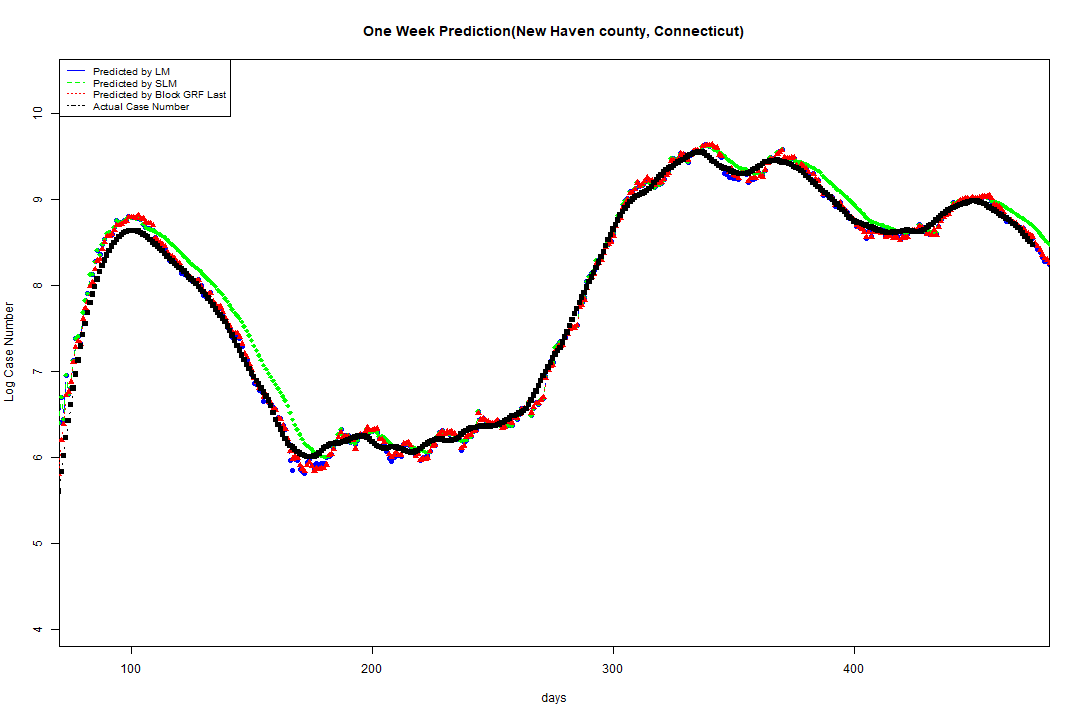 One Week Prediction(New Haven county, Connecticut)
Predicted by LM
Predicted by SLM
Predicted by Block GRF Last
Actual Case Number
10
9
8
7
6
5
4
Log Case Number
100 200 300 400
days